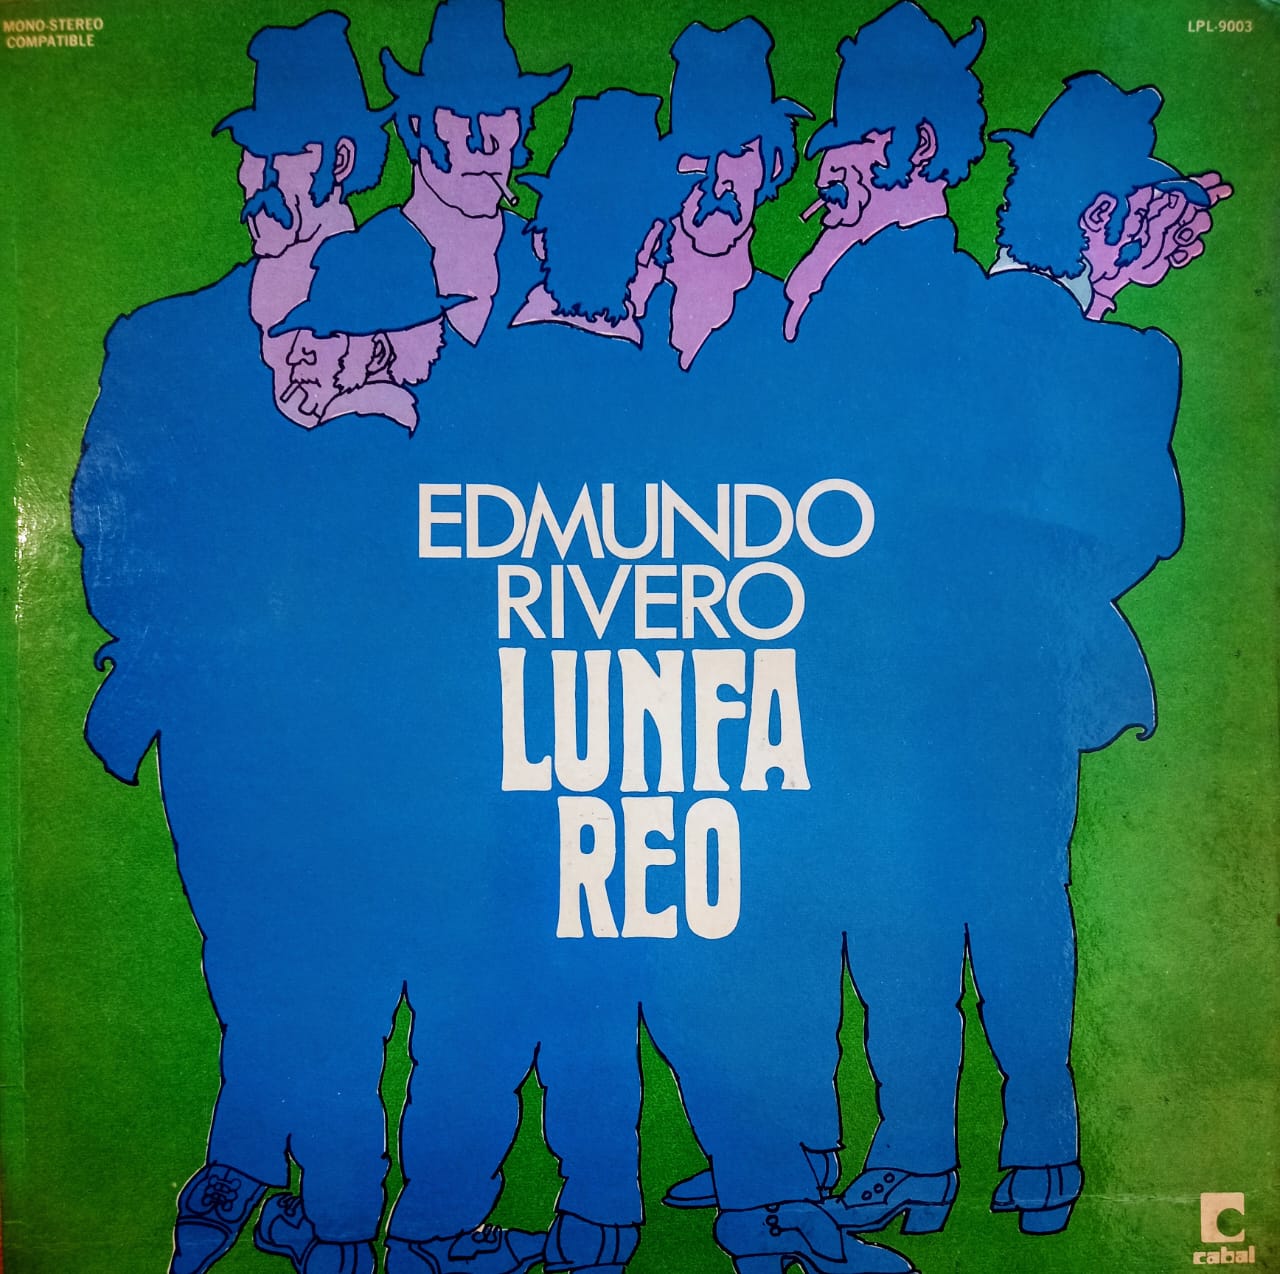 MONO-STEREO
COMPATIBLE
LPL-9003
EDMUNDO
RIVERO
LUNFA
REO
cabal